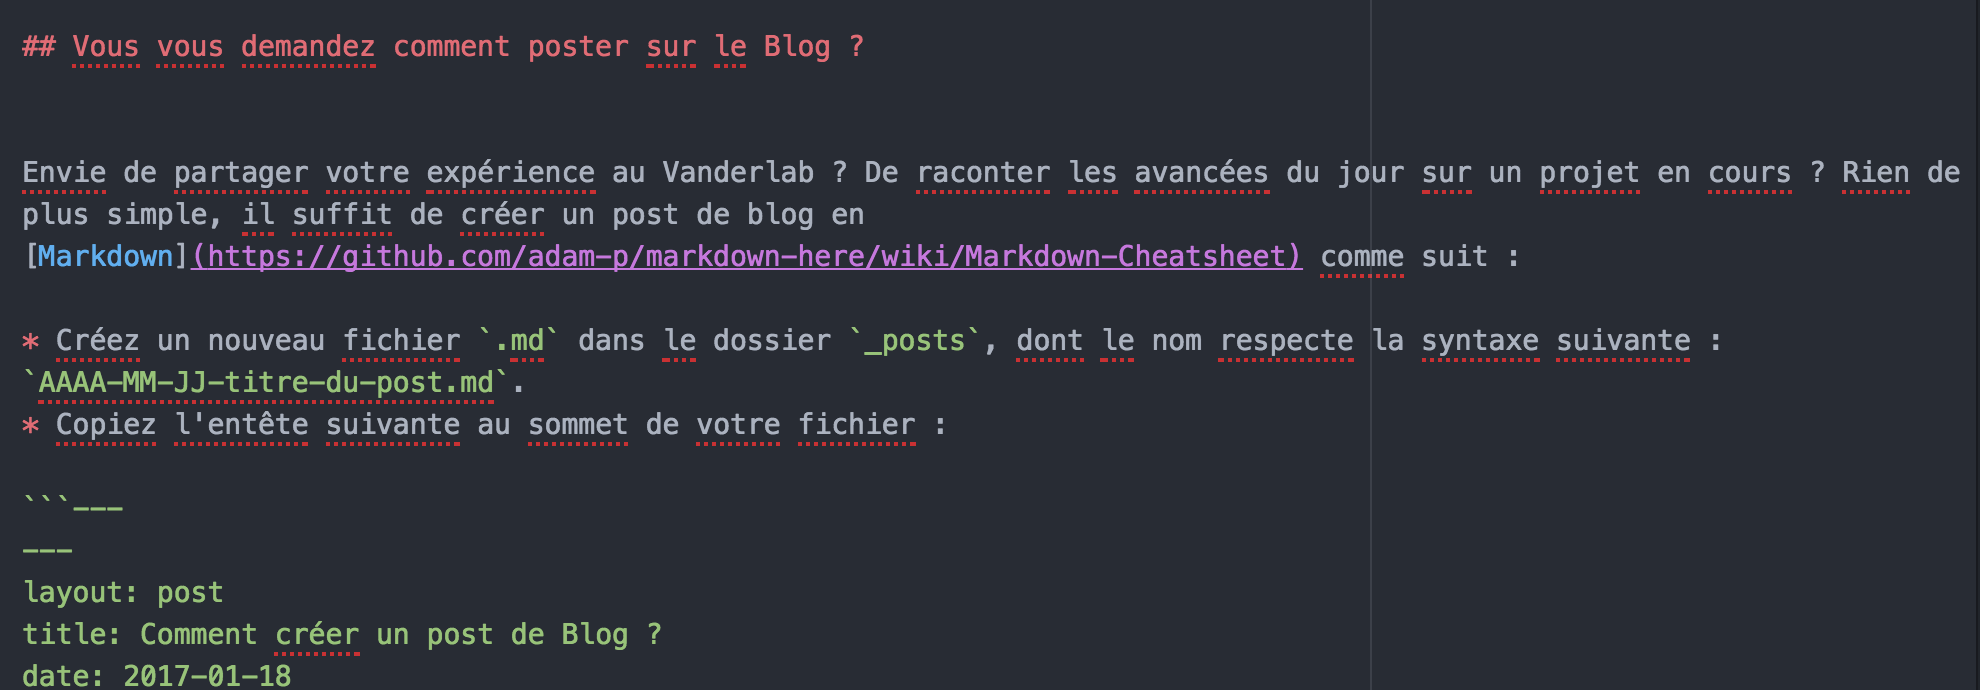 ## Vous vous demandez comment poster sur le Blog ?
Envie de partager votre expérience au Vanderlab ? De raconter les avancées du jour sur un projet en cours ? Rien de
plus simple, il suffit de créer un post de blog en
[Markdown](https://github.com/adam-p/markdown-here/wiki/Markdown-Cheatsheet) comme suit :
* Créez un nouveau fichier `.md` dans le dossier `_posts`, dont le nom respecte la syntaxe suivante :
`AAAA-MM-JJ-titre-du-post.md`.
* Copiez l'entête suivante au sommet de votre fichier :
```---
---
layout: post
title: Comment créer un post de Blog ?
date: 2017-01-18